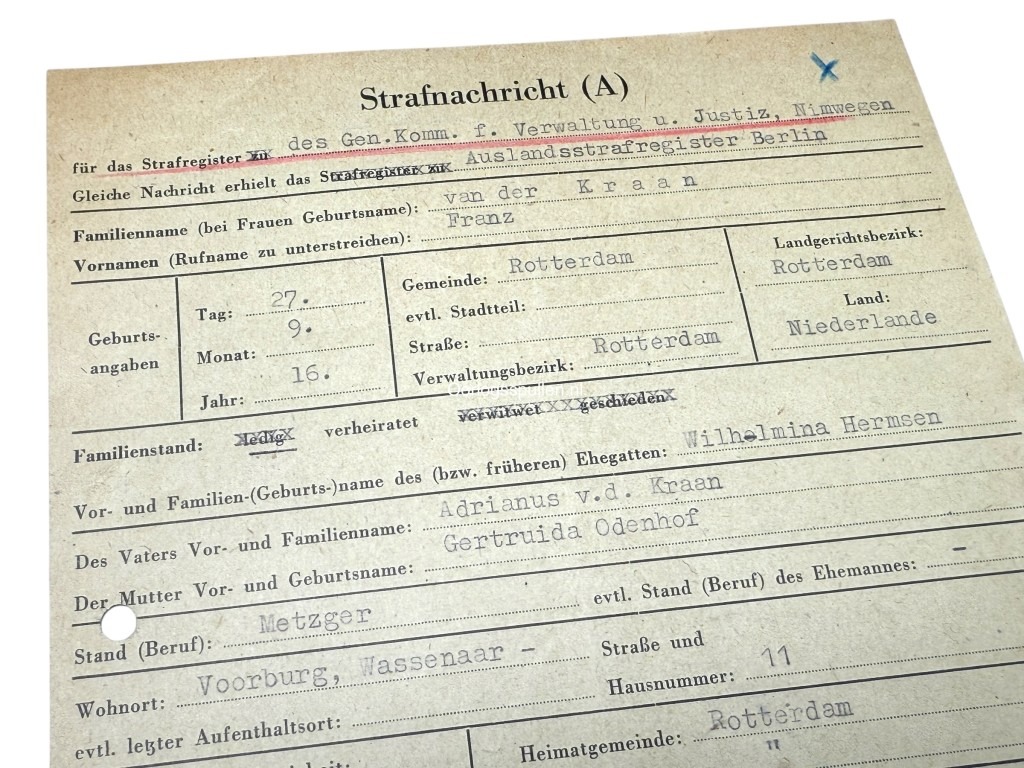 Strafnachricht (A)
für das Strafregister zu des Gen.Komm. f. Verwaltung u. Justiz, Nimwegen
Gleiche Nachricht erhielt das Strafregister zu Auslandsstrafregister Berlin
Familienname (bei Frauen Geburtsname): van der Kraan
Vornamen (Rufname zu unterstreichen): Franz
Geburts-
angaben
Tag: 27.
Monat: 9.
Jahr: 16.
Gemeinde: Rotterdam
evtl. Stadtteil:
Straße:
Verwaltungsbezirk: Rotterdam
Landgerichtsbezirk:
Rotterdam
Land:
Niederlande
Familienstand: ledig verheiratet verwitwet geschieden
Vor- und Familien-(Geburts-)name des (bzw. früheren) Ehegatten: Wilhelmina Hermsen
Des Vaters Vor- und Familienname: Adrianus v.d. Kraan
Der Mutter Vor- und Geburtsname: Gertruida Odenhof
Stand (Beruf): Metzger evtl. Stand (Beruf) des Ehemannes: -
Wohnort: Voorburg, Wassenaar -
Straße und
Hausnummer: 11
evtl. letzter Aufenthaltsort:
Heimatgemeinde: Rotterdam
"